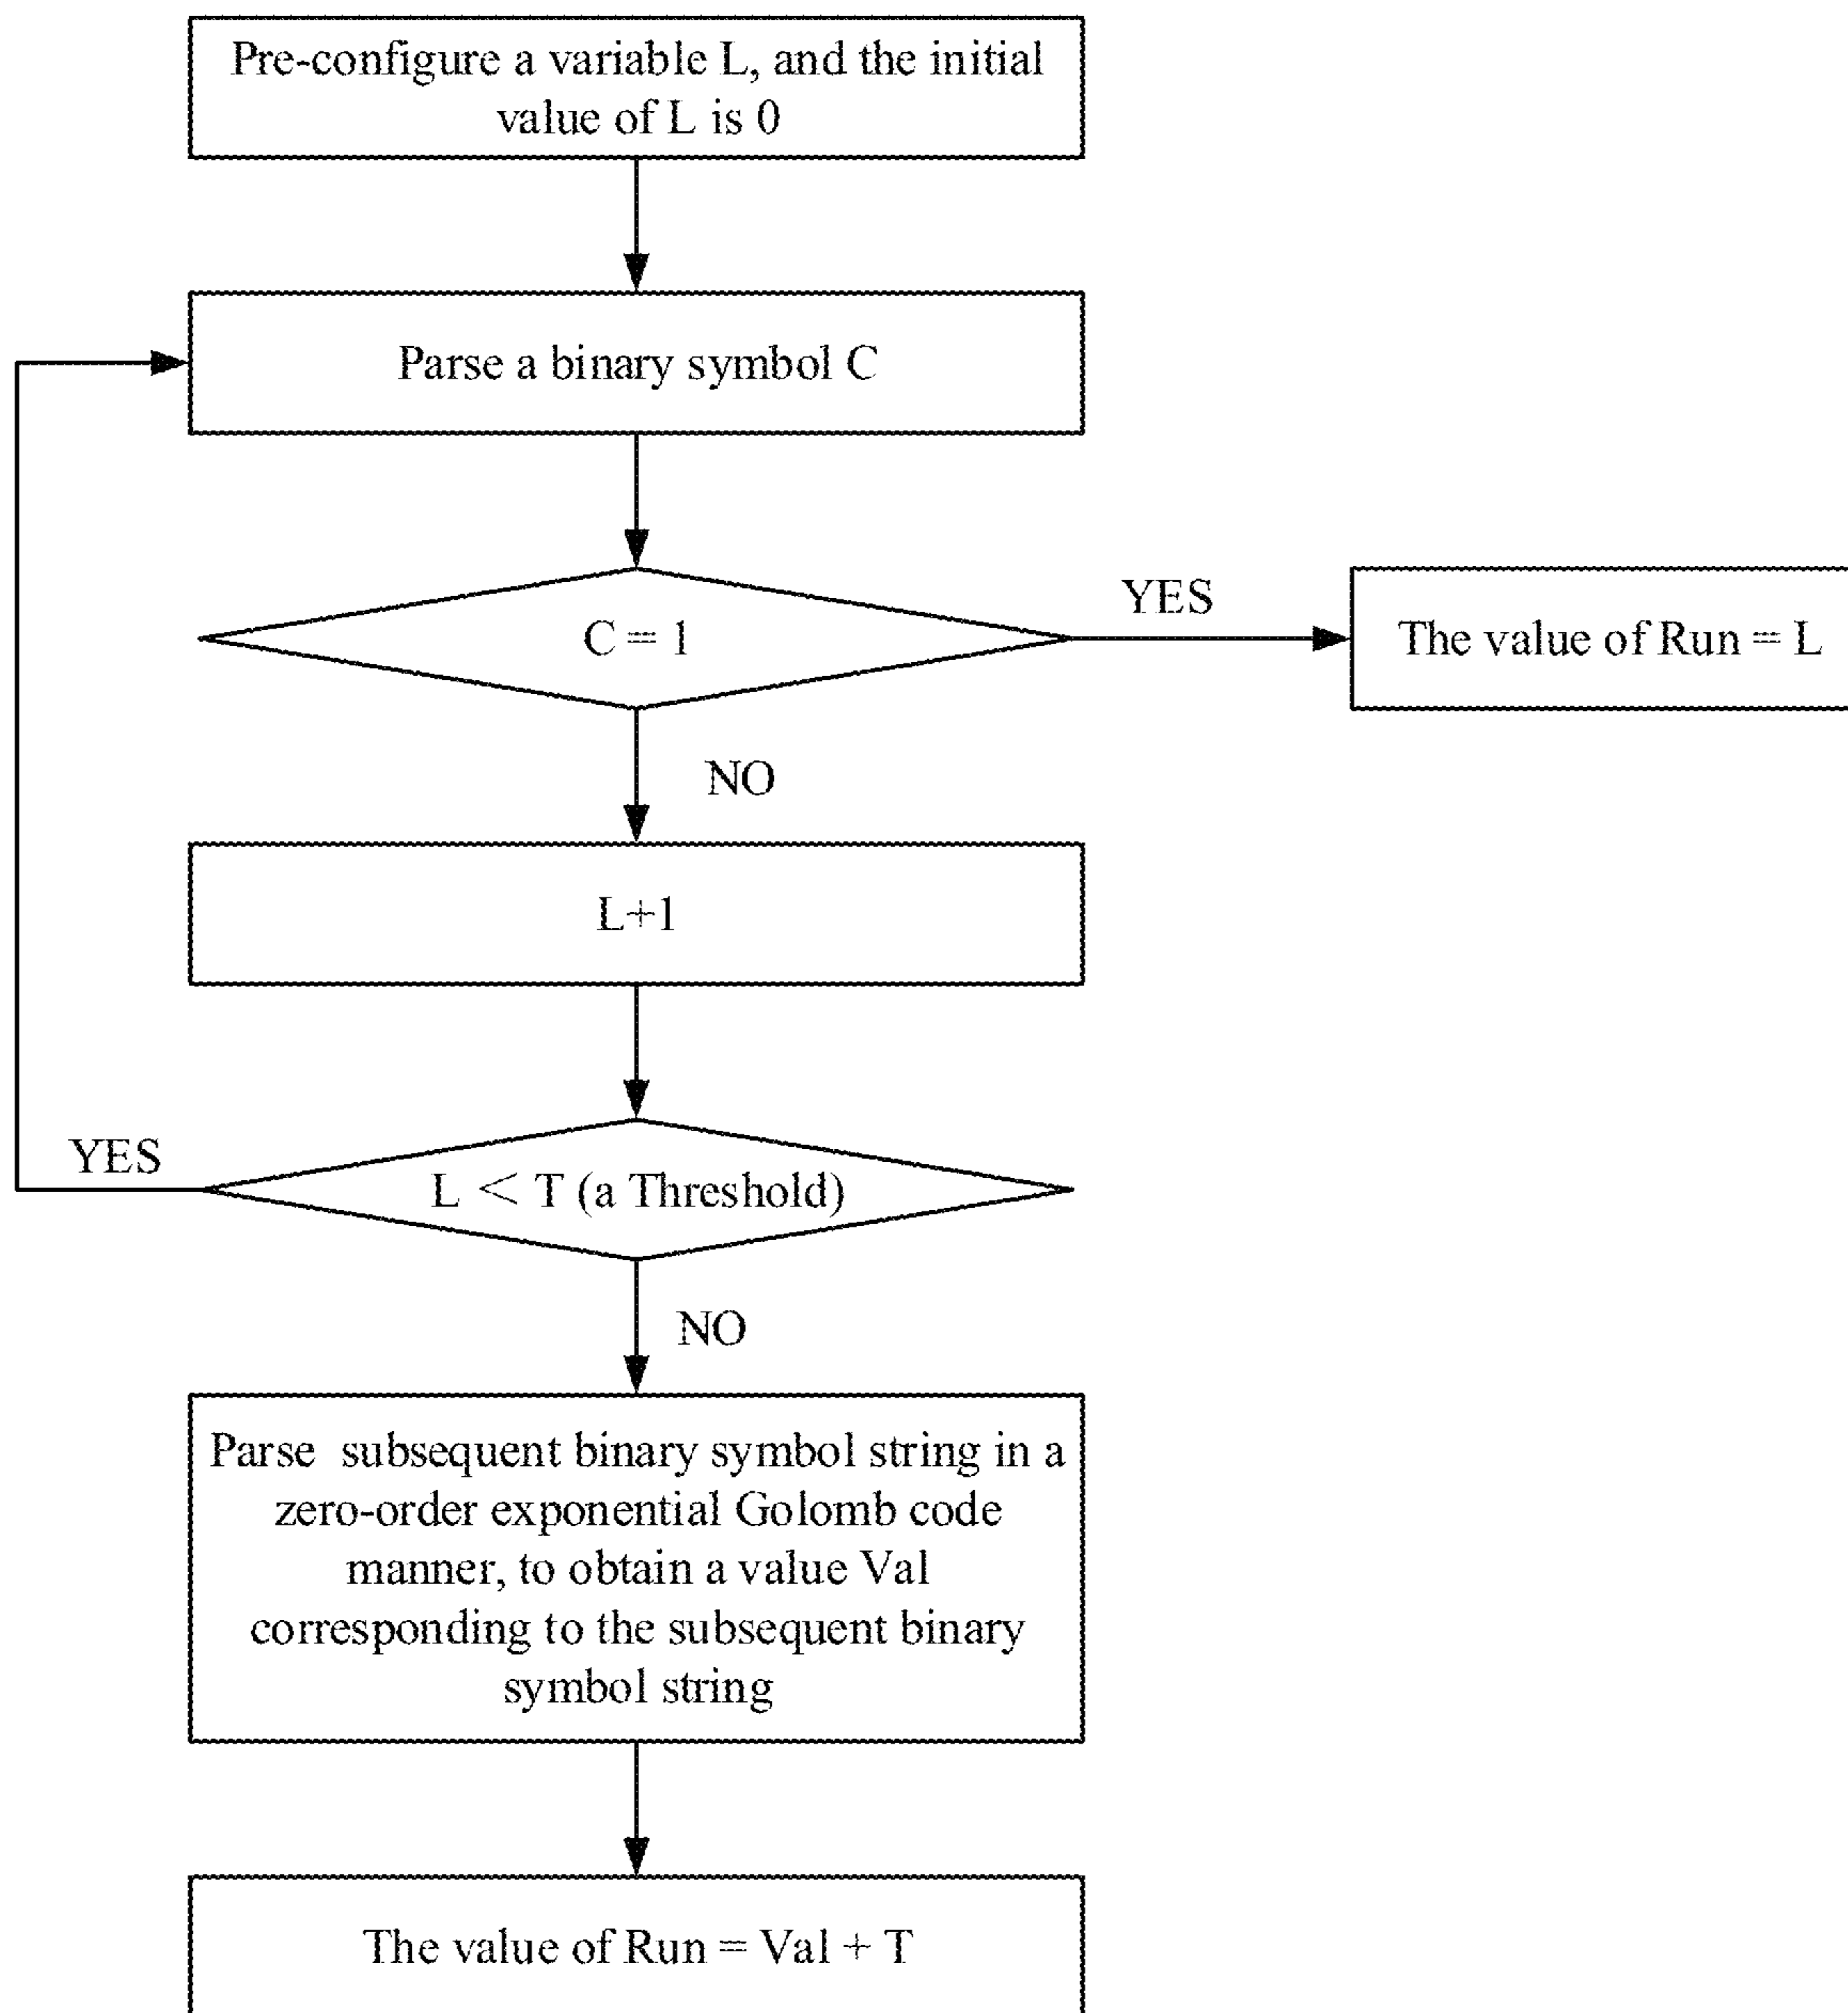 Pre-configure a variable L, and the initial
value of L is 0
Parse a binary symbol C
C = 1
YES
The value of Run = L
NO
L+1
L < T (a Threshold)
YES
NO
Parse subsequent binary symbol string in a
zero-order exponential Golomb code
manner, to obtain a value Val
corresponding to the subsequent binary
symbol string
The value of Run = Val + T